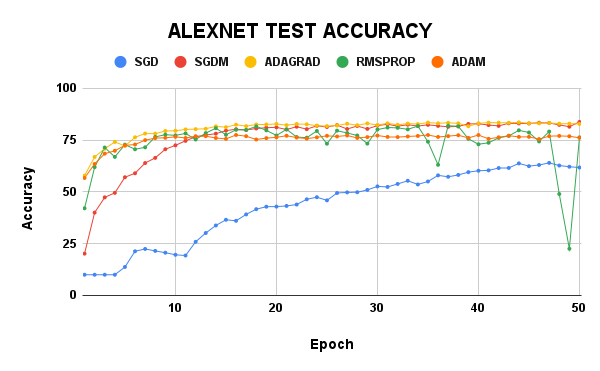 ALEXNET TEST ACCURACY
SGD SGDM ADAGRAD RMSPROP ADAM
100
75
50
25
0
Accuracy
10 20 30 40 50
Epoch